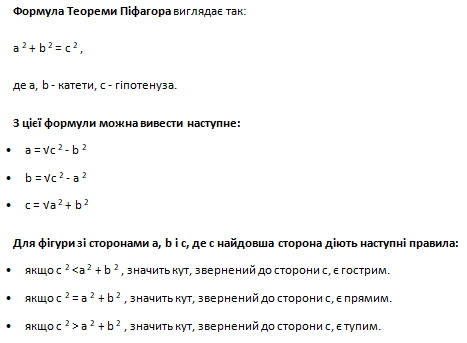 Формула Теореми Піфагора виглядає так:
a ² + b ² = c ² ,
де a, b - катети, с - гіпотенуза.
З цієї формули можна вивести наступне:
• a = √c ² - b ²
• b = √c ² - a ²
• c = √a ² + b ²
Для фігури зі сторонами a, b і c, де c найдовша сторона діють наступні правила:
• якщо c ² <a ² + b ² , значить кут, звернений до сторони c, є гострим.
• якщо c ² = a ² + b ² , значить кут, звернений до сторони c, є прямим.
• якщо c ² > a ² + b ² , значить кут, звернений до сторони c, є тупим.